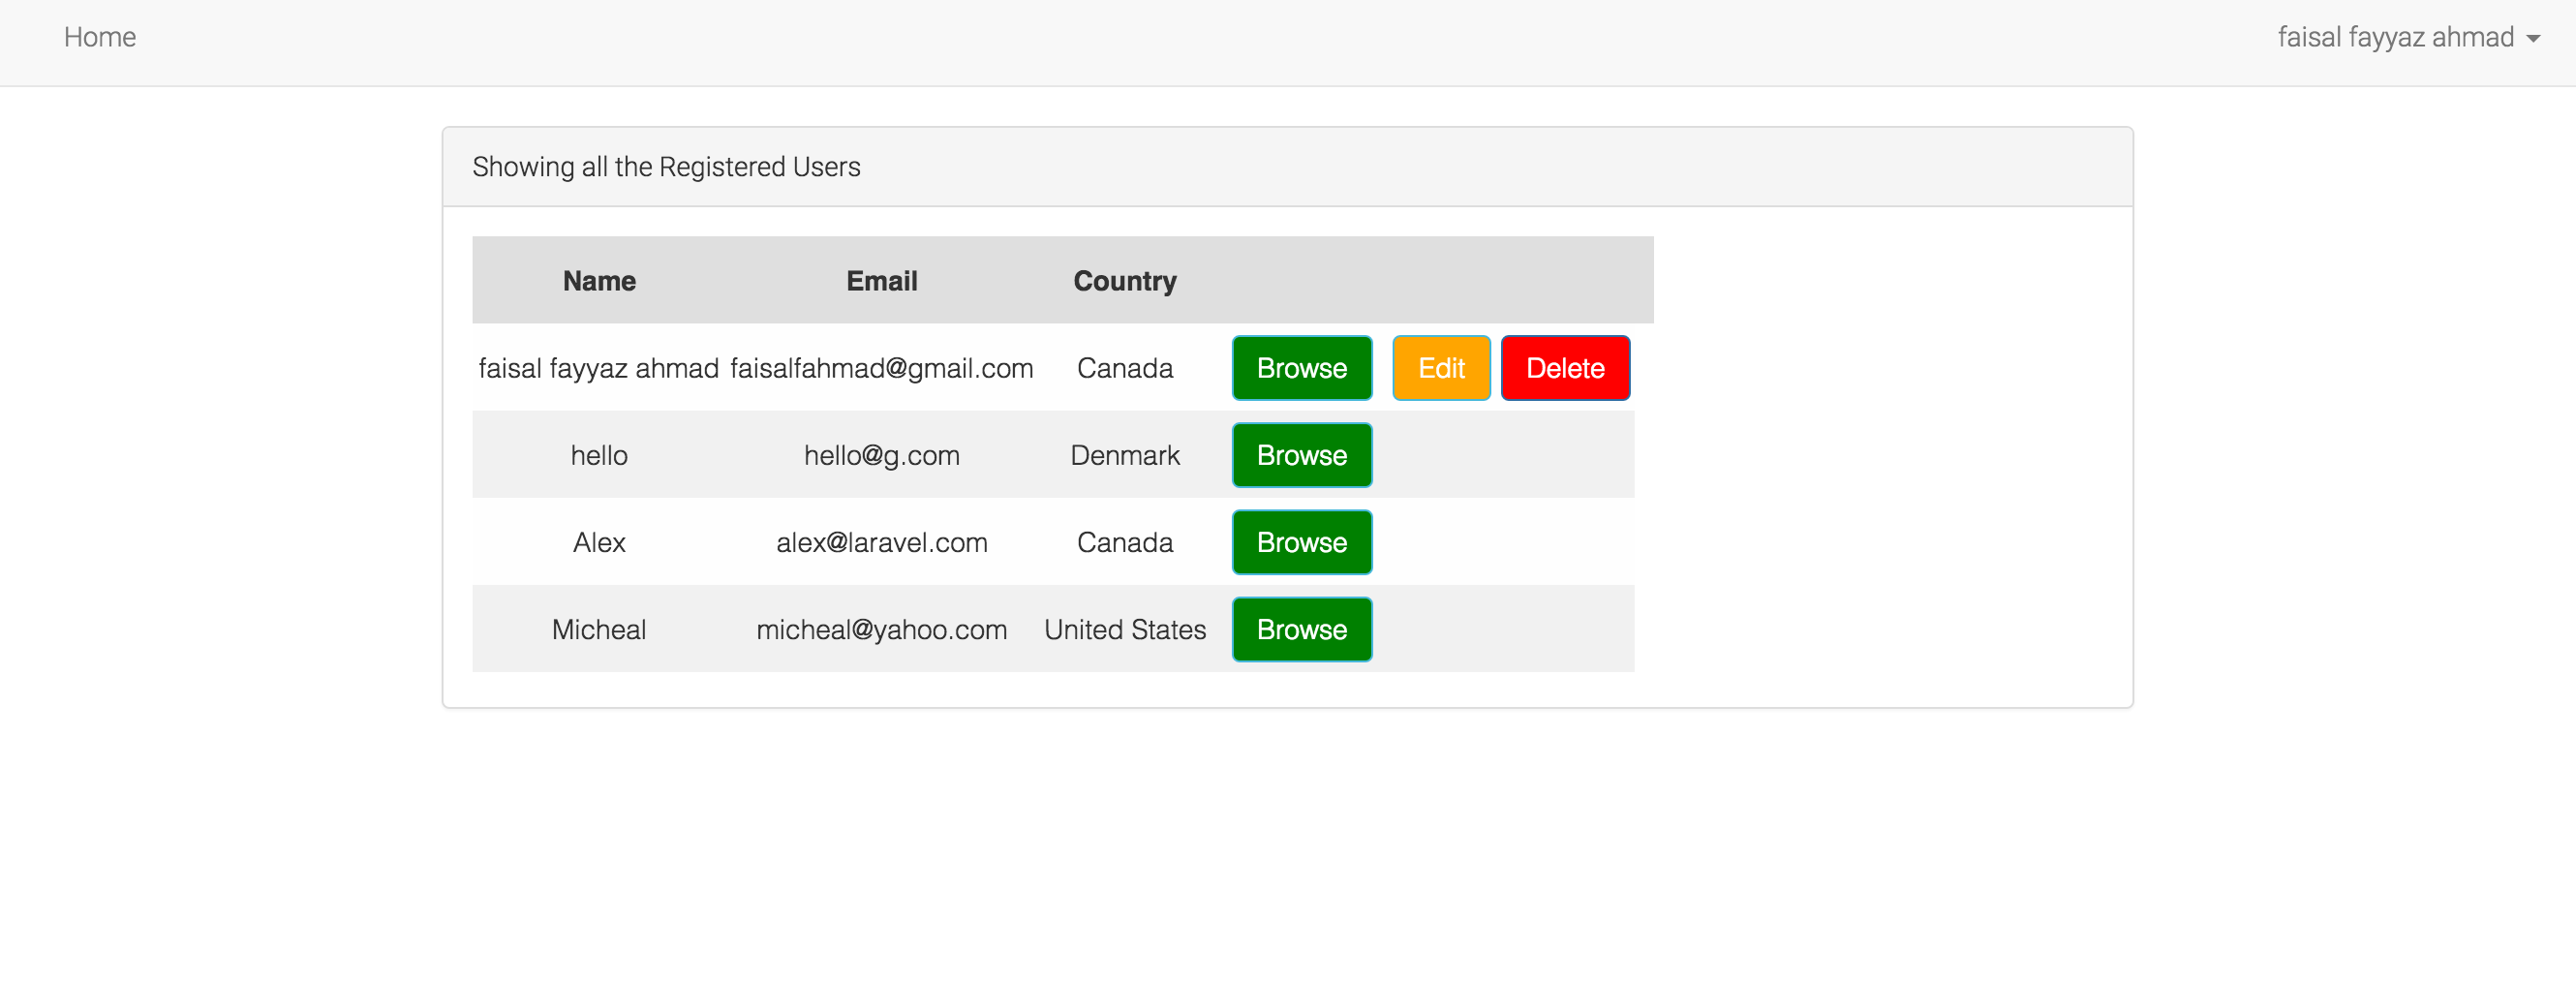 Home faisal fayyaz ahmad
Showing all the Registered Users
Name Email Country
faisal fayyaz ahmad faisalfahmad@gmail.com Canada Browse Edit Delete
hello hello@g.com Denmark Browse
Alex alex@laravel.com Canada Browse
Micheal micheal@yahoo.com United States Browse